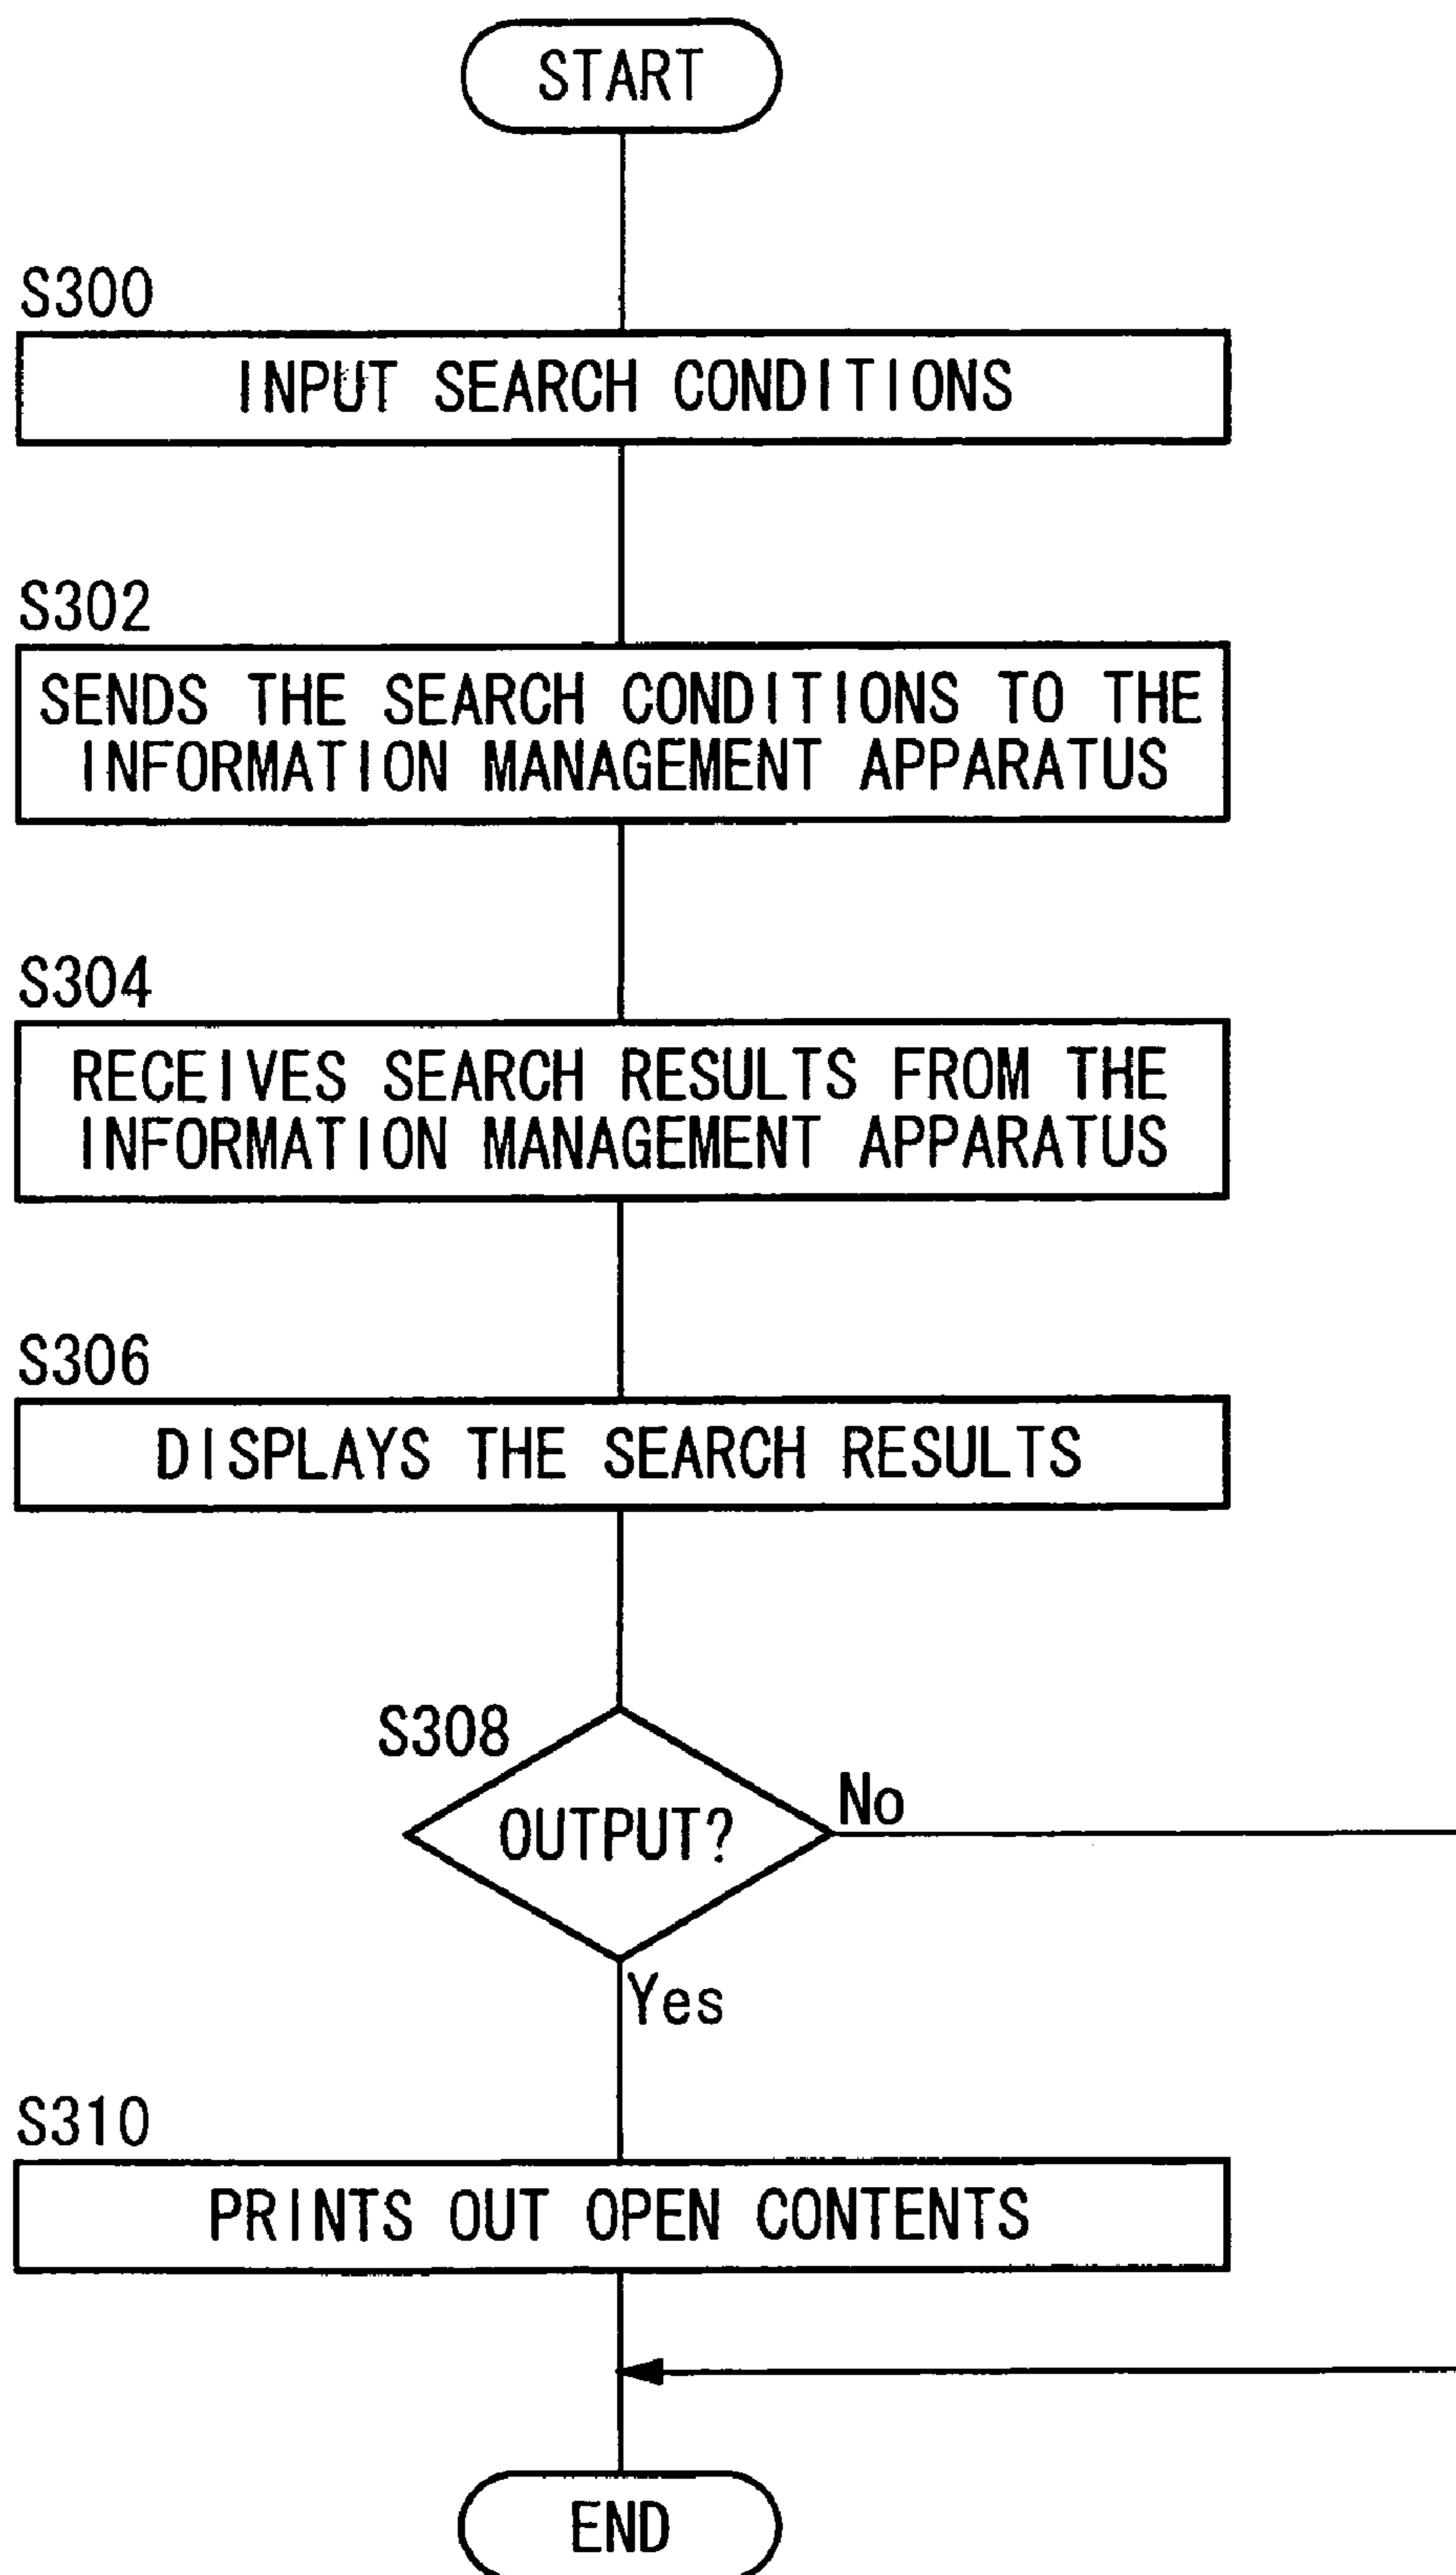 START
S300
INPUT SEARCH CONDITIONS
S302
SENDS THE SEARCH CONDITIONS TO THE
INFORMATION MANAGEMENT APPARATUS
S304
RECEIVES SEARCH RESULTS FROM THE
INFORMATION MANAGEMENT APPARATUS
S306
DISPLAYS THE SEARCH RESULTS
S308
OUTPUT?
No
Yes
S310
PRINTS OUT OPEN CONTENTS
END